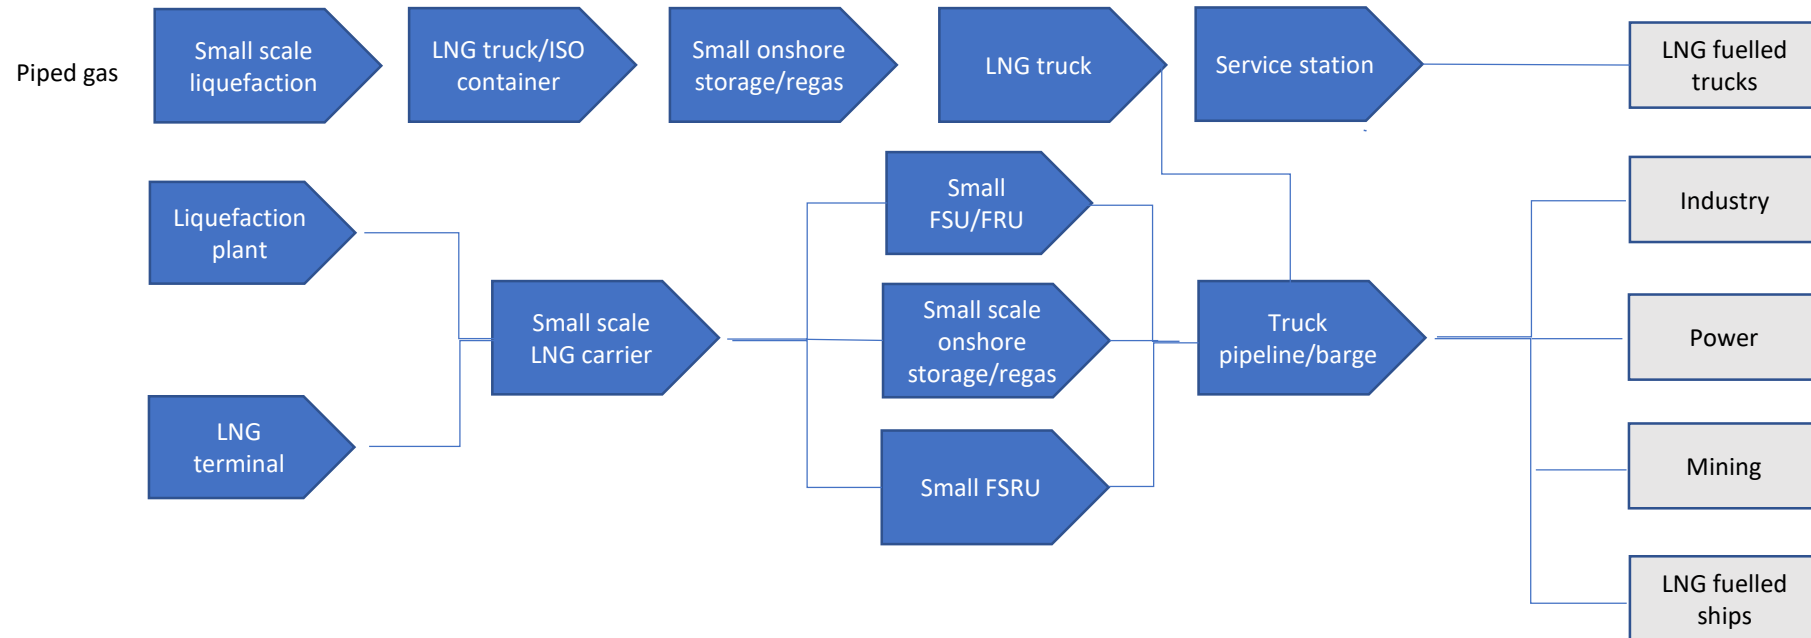 Piped gas
Small scale
liquefaction
LNG truck/ISO
container
Small onshore
storage/regas
LNG truck
Service station
LNG fuelled
trucks
Liquefaction
plant
LNG
terminal
Small scale
LNG carrier
Small
FSU/FRU
Small scale
onshore
storage/regas
Small FSRU
Truck
pipeline/barge
Industry
Power
Mining
LNG fuelled
ships